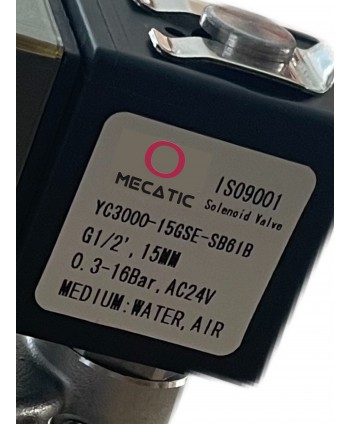 MECATIC
ISO9001
Solenoid Valve
YC3000-15GSE-SB61B
G1/2', 15MM
0.3-16Bar, AC24V
MEDIUM:WATER, AIR